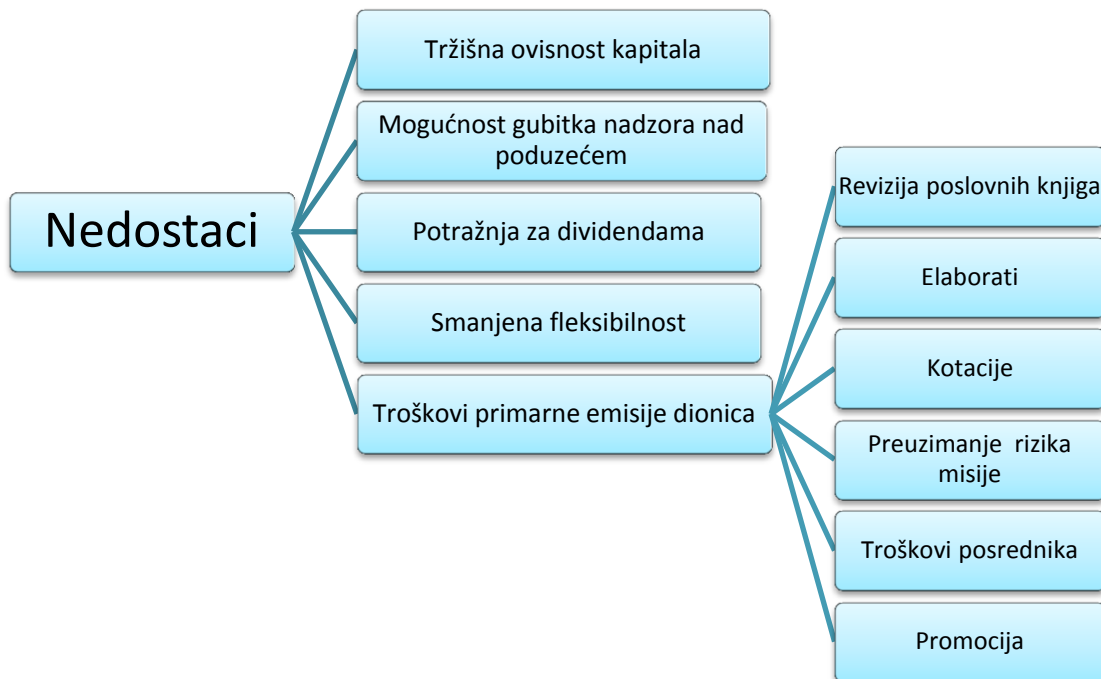 Nedostaci
Tržišna ovisnost kapitala
Mogućnost gubitka nadzora nad
poduzećem
Potražnja za dividendama
Smanjena fleksibilnost
Troškovi primarne emisije dionica
Revizija poslovnih knjiga
Elaborati
Kotacije
Preuzimanje rizika
misije
Troškovi posrednika
Promocija